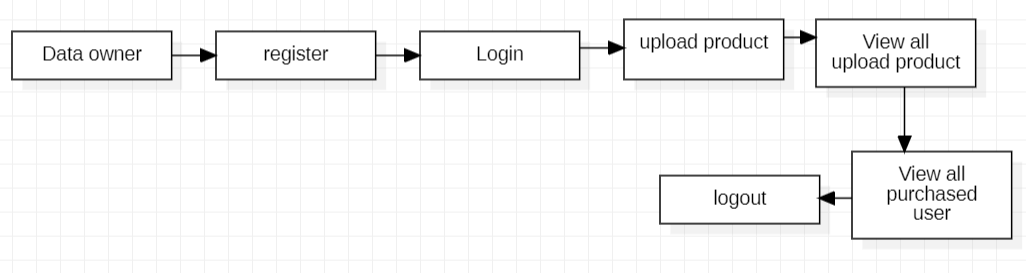 Data owner
register
Login
upload product
View all
upload product
View all
purchased
user
logout